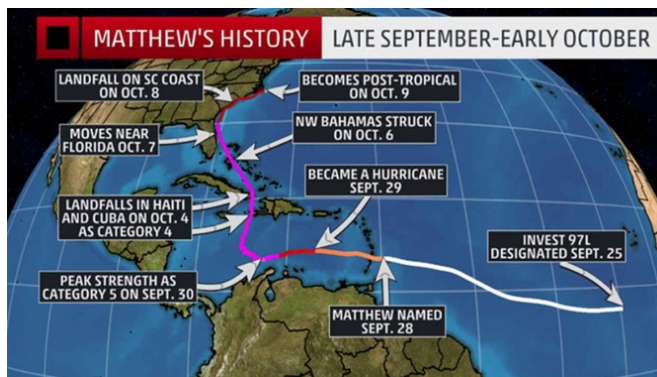 MATTHEW'S HISTORY
LATE SEPTEMBER-EARLY OCTOBER
LANDFALL ON SC COAST
ON OCT. 8
BECOMES POST-TROPICAL
ON OCT. 9
MOVES NEAR
FLORIDA OCT. 7
NW BAHAMAS STRUCK
ON OCT. 6
BECAME A HURRICANE
SEPT. 29
LANDFALLS IN HAITI
AND CUBA ON OCT. 4
AS CATEGORY 4
INVEST 97L
DESIGNATED SEPT. 25
PEAK STRENGTH AS
CATEGORY 5 ON SEPT. 30
MATTHEW NAMED
SEPT. 28